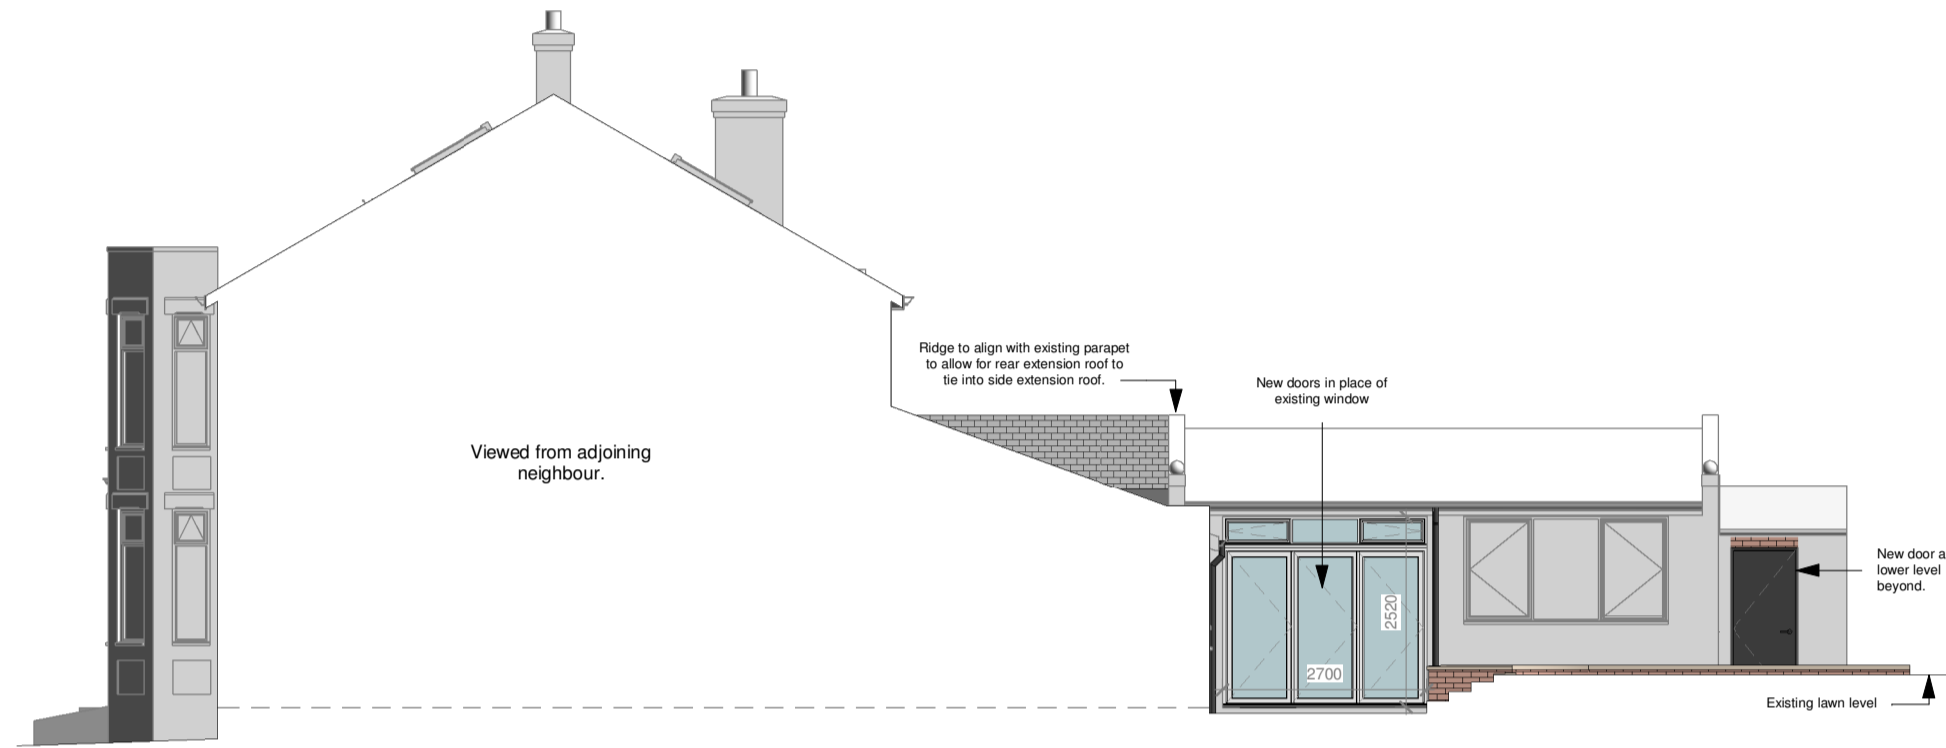 Ridge to align with existing parapet
to allow for rear extension roof to
tie into side extension roof.
New doors in place of
existing window
Viewed from adjoining
neighbour.
New door a
lower level
beyond.
2520
2700
Existing lawn level